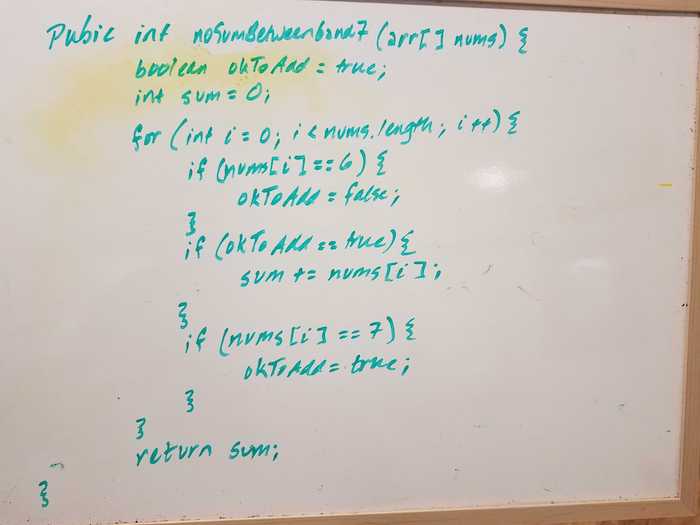 Pubic int noSumBetween6and7 (arr[] nums) {
boolean okToAdd = true;
int sum = 0;
for (int i = 0; i < nums.length; i++) {
if (nums[i] == 6) {
okToAdd = false;
}
if (okToAdd == true) {
sum += nums[i];
}
if (nums[i] == 7) {
okToAdd = true;
}
}
return sum;
}